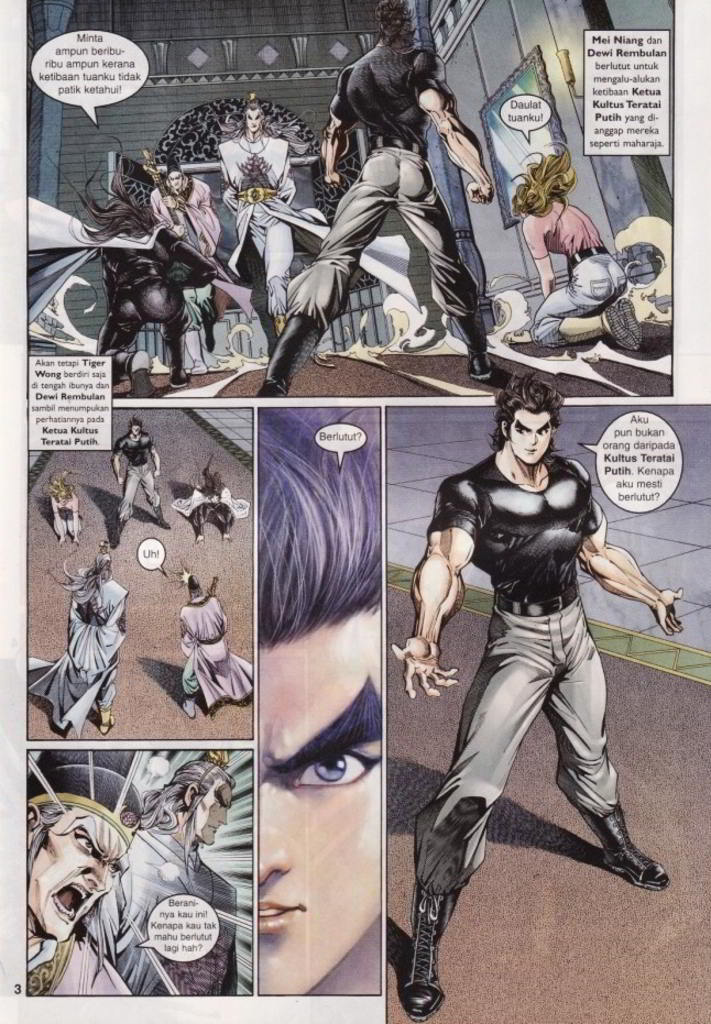 Minta
ampun beribu-
ribu ampun kerana
ketibaan tuanku tidak
patik ketahui!
Daulat
tuanku!
Mei Niang dan
Dewi Rembulan
berlutut untuk
mengalu-alukan
ketibaan Ketua
Kultus Teratai
Putih yang di-
anggap mereka
seperti maharaja.
Akan tetapi Tiger
Wong berdiri saja
di tengah ibunya dan
Dewi Rembulan
sambil menumpukan
perhatiannya pada
Ketua Kultus
Teratai Putih.
Uh!
Berlutut?
Aku
pun bukan
orang daripada
Kultus Teratai
Putih. Kenapa
aku mesti
berlutut?
Berani-
nya kau ini!
Kenapa kau tak
mahu berlutut
lagi hah?
3